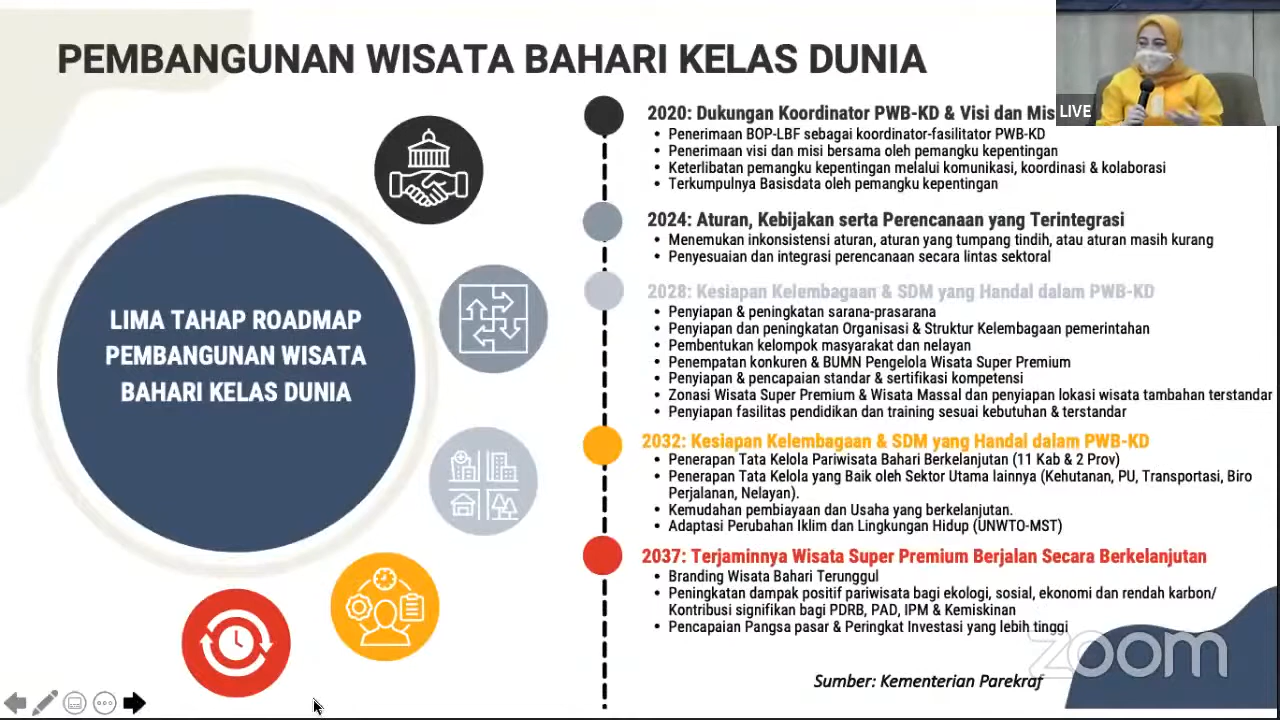 PEMBANGUNAN WISATA BAHARI KELAS DUNIA
LIVE
LIMA TAHAP ROADMAP
PEMBANGUNAN WISATA
BAHARI KELAS DUNIA
2020: Dukungan Koordinator PWB-KD & Visi dan Mis
• Penerimaan BOP-LBF sebagai koordinator-fasilitator PWB-KD
• Penerimaan visi dan misi bersama oleh pemangku kepentingan
• Keterlibatan pemangku kepentingan melalui komunikasi, koordinasi & kolaborasi
• Terkumpulnya Basisdata oleh pemangku kepentingan
2024: Aturan, Kebijakan serta Perencanaan yang Terintegrasi
• Menemukan inkonsistensi aturan, aturan yang tumpang tindih, atau aturan masih kurang
• Penyesuaian dan integrasi perencanaan secara lintas sektoral
2028: Kesiapan Kelembagaan & SDM yang Handal dalam PWB-KD
• Penyiapan & peningkatan sarana-prasarana
• Penyiapan dan peningkatan Organisasi & Struktur Kelembagaan pemerintahan
• Pembentukan kelompok masyarakat dan nelayan
• Penempatan konkuren & BUMN Pengelola Wisata Super Premium
• Penyiapan & pencapaian standar & sertifikasi kompetensi
• Zonasi Wisata Super Premium & Wisata Massal dan penyiapan lokasi wisata tambahan terstandar
• Penyiapan fasilitas pendidikan dan training sesuai kebutuhan & terstandar
2032: Kesiapan Kelembagaan & SDM yang Handal dalam PWB-KD
• Penerapan Tata Kelola Pariwisata Bahari Berkelanjutan (11 Kab & 2 Prov)
• Penerapan Tata Kelola yang Baik oleh Sektor Utama lainnya (Kehutanan, PU, Transportasi, Biro
Perjalanan, Nelayan).
• Kemudahan pembiayaan dan Usaha yang berkelanjutan.
• Adaptasi Perubahan Iklim dan Lingkungan Hidup (UNWTO-MST)
2037: Terjaminnya Wisata Super Premium Berjalan Secara Berkelanjutan
• Branding Wisata Bahari Terunggul
• Peningkatan dampak positif pariwisata bagi ekologi, sosial, ekonomi dan rendah karbon/
Kontribusi signifikan bagi PDRB, PAD, IPM & Kemiskinan
• Pencapaian Pangsa pasar & Peringkat Investasi yang lebih tinggi
zoom
Sumber: Kementerian Parekraf